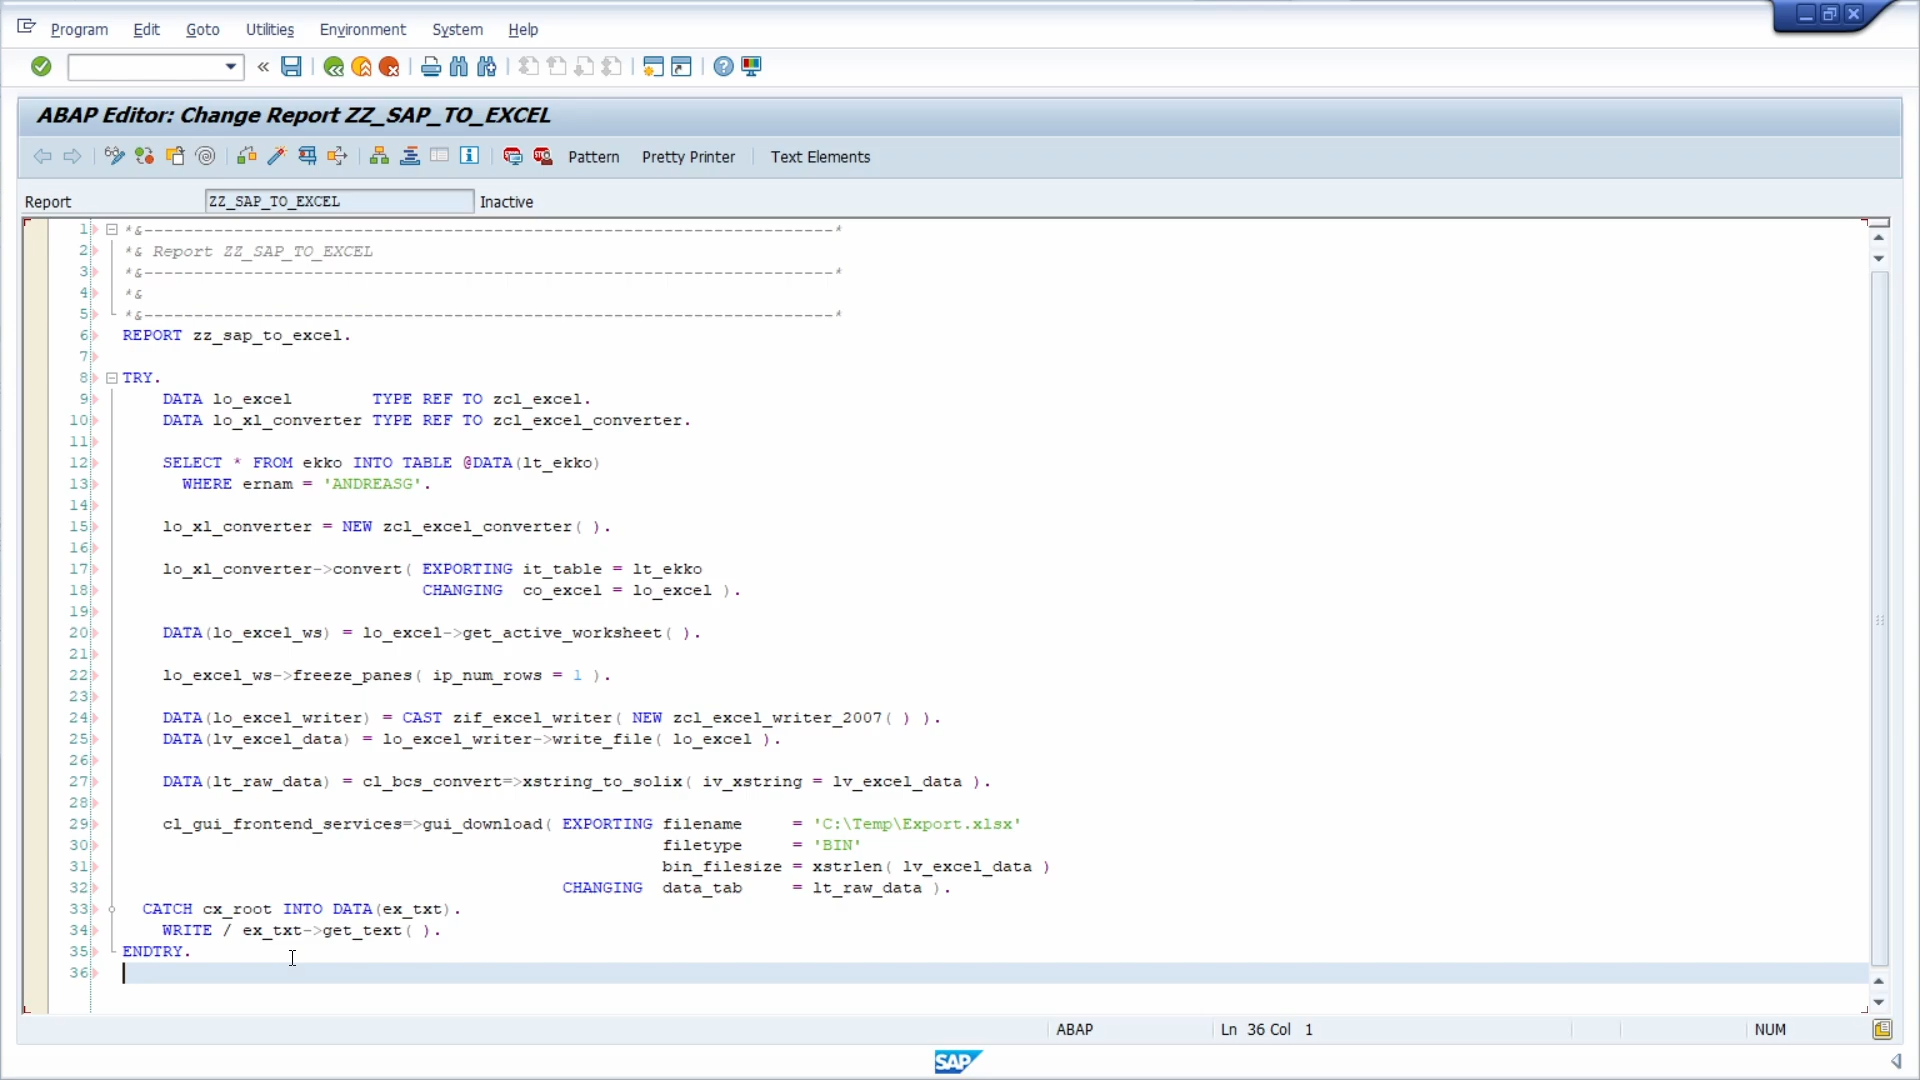 Program Edit Goto Utilities Environment System Help
ABAP Editor: Change Report ZZ_SAP_TO_EXCEL
Pattern Pretty Printer Text Elements
Report ZZ_SAP_TO_EXCEL Inactive
1 *&---------------------------------------------------------------------*
2 *& Report ZZ_SAP_TO_EXCEL
3 *&---------------------------------------------------------------------*
4 *&
5 *&---------------------------------------------------------------------*
6 REPORT zz_sap_to_excel.
7
8 TRY.
9     DATA lo_excel        TYPE REF TO zcl_excel.
10     DATA lo_xl_converter TYPE REF TO zcl_excel_converter.
11
12     SELECT * FROM ekko INTO TABLE @DATA(lt_ekko)
13       WHERE ernam = 'ANDREASG'.
14
15     lo_xl_converter = NEW zcl_excel_converter( ).
16
17     lo_xl_converter->convert( EXPORTING it_table = lt_ekko
18                               CHANGING  co_excel = lo_excel ).
19
20     DATA(lo_excel_ws) = lo_excel->get_active_worksheet( ).
21
22     lo_excel_ws->freeze_panes( ip_num_rows = 1 ).
23
24     DATA(lo_excel_writer) = CAST zif_excel_writer( NEW zcl_excel_writer_2007( ) ).
25     DATA(lv_excel_data) = lo_excel_writer->write_file( lo_excel ).
26
27     DATA(lt_raw_data) = cl_bcs_convert=>xstring_to_solix( iv_xstring = lv_excel_data ).
28
29     cl_gui_frontend_services=>gui_download( EXPORTING filename     = 'C:\Temp\Export.xlsx'
30                                                       filetype     = 'BIN'
31                                                       bin_filesize = xstrlen( lv_excel_data )
32                                             CHANGING  data_tab     = lt_raw_data ).
33   CATCH cx_root INTO DATA(ex_txt).
34     WRITE / ex_txt->get_text( ).
35 ENDTRY.
36
ABAP Ln 36 Col 1 NUM
SAP